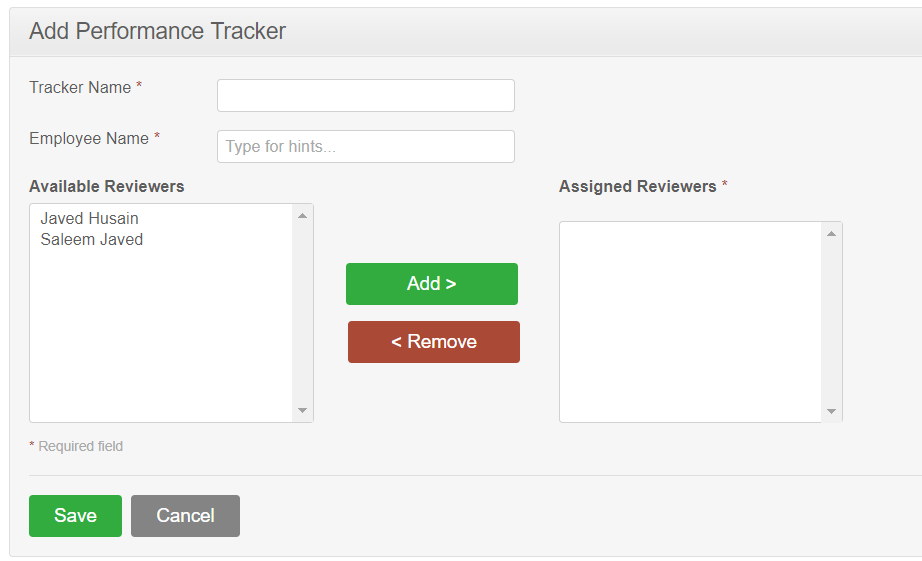 Add Performance Tracker
Tracker Name *
Employee Name *
Type for hints...
Available Reviewers
Assigned Reviewers *
Javed Husain
Saleem Javed
Add >
< Remove
* Required field
Save
Cancel